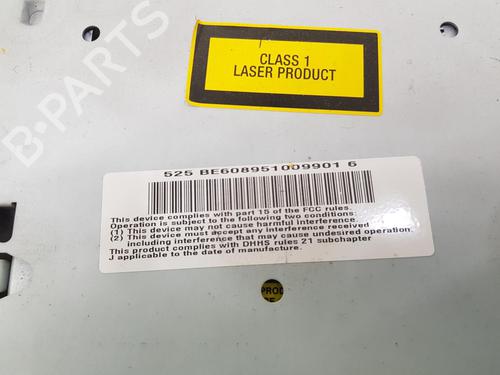 B-PARTS
CLASS 1
LASER PRODUCT
525 BE608951009901 6
This device complies with part 15 of the FCC rules.
Operation is subject to the following two conditions:
(1) This device may not cause harmful interference.
(2) This device must accept any interference received
including interference that may cause undesired operation.
This product complies with DHHS rules 21 subchapter
J applicable to the date of manufacture.
PROD